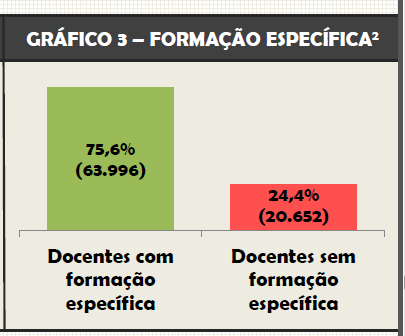 GRÁFICO 3 – FORMAÇÃO ESPECÍFICA²
75,6%
(63.996)
24,4%
(20.652)
Docentes com
formação
específica
Docentes sem
formação
específica